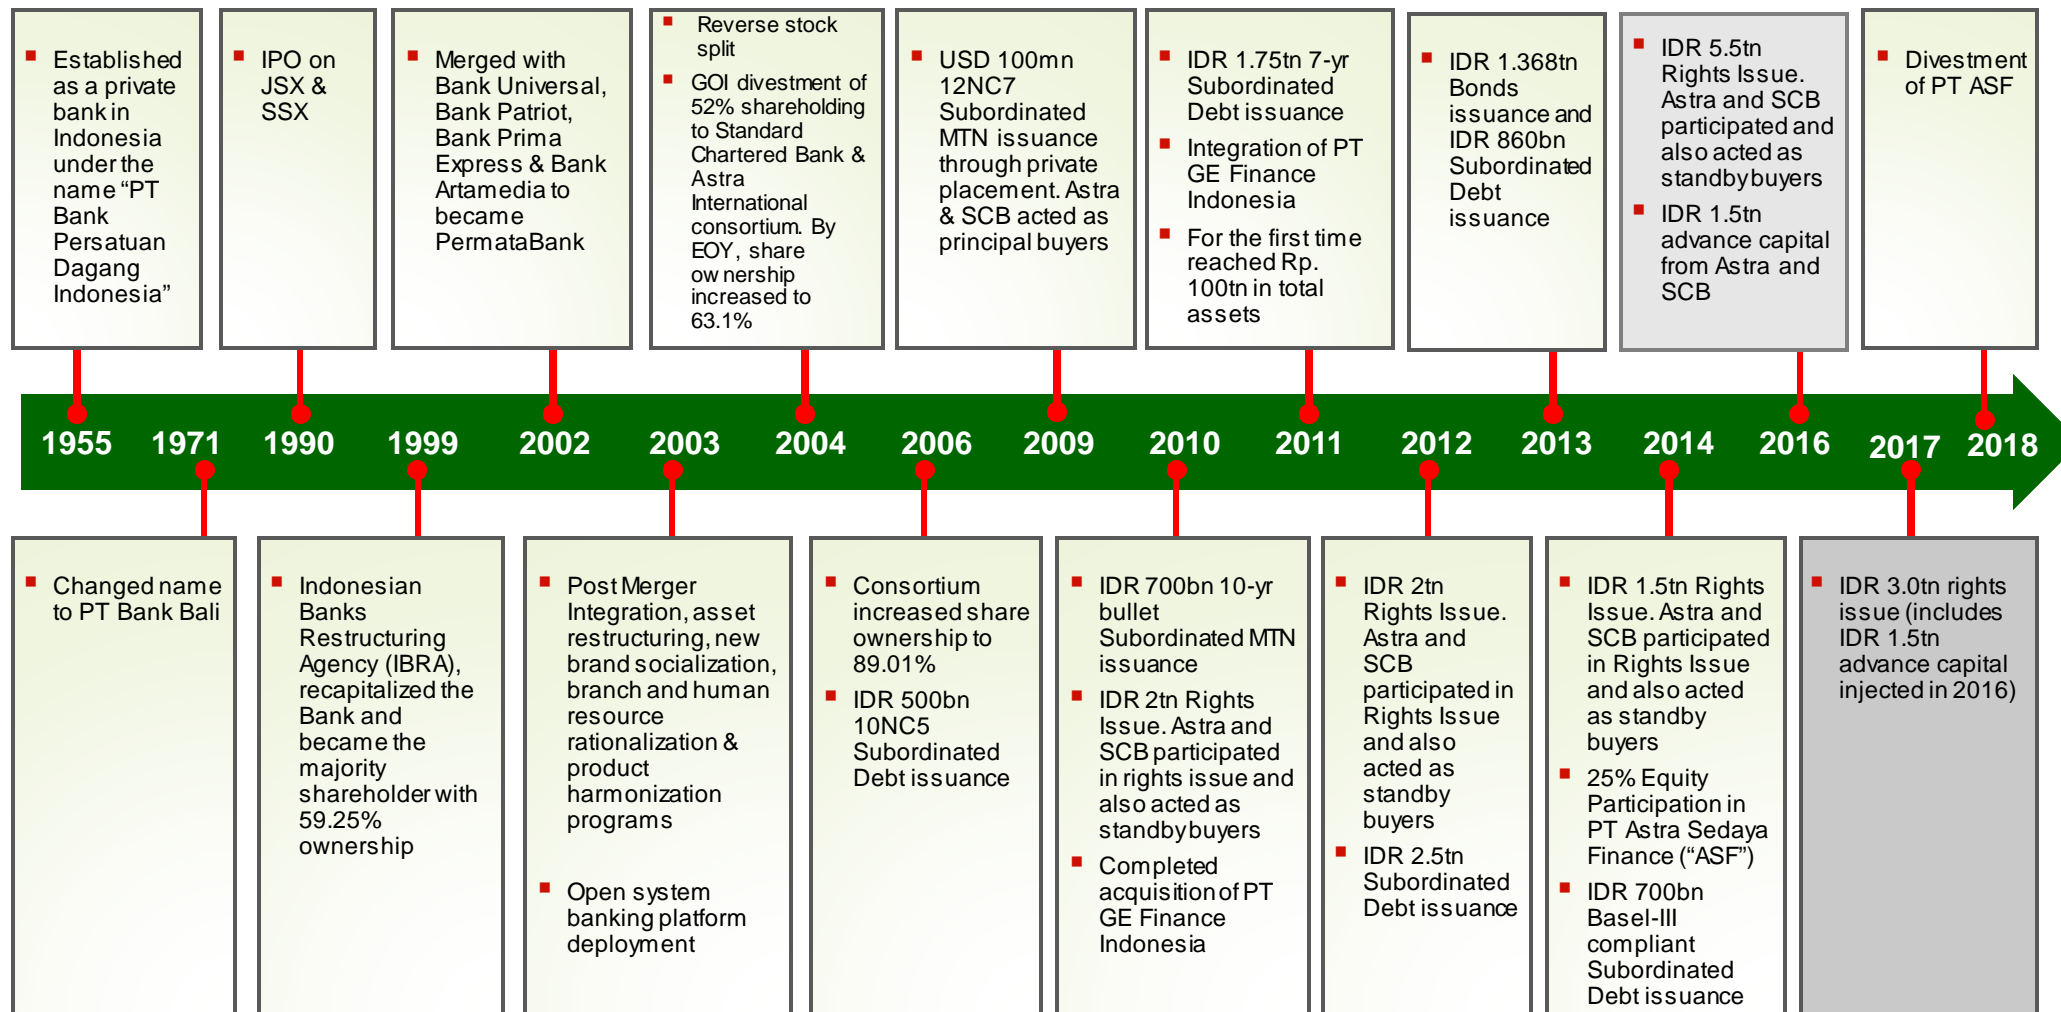 Established
as a private
bank in
Indonesia
under the
name “PT
Bank
Persatuan
Dagang
Indonesia”
IPO on
JSX &
SSX
Merged with
Bank Universal,
Bank Patriot,
Bank Prima
Express & Bank
Artamedia to
became
PermataBank
Reverse stock
split
GOI divestment of
52% shareholding
to Standard
Chartered Bank &
Astra
International
consortium. By
EOY, share
ownership
increased to
63.1%
USD 100mn
12NC7
Subordinated
MTN issuance
through private
placement. Astra
& SCB acted as
principal buyers
IDR 1.75tn 7-yr
Subordinated
Debt issuance
Integration of PT
GE Finance
Indonesia
For the first time
reached Rp.
100tn in total
assets
IDR 1.368tn
Bonds
issuance and
IDR 860bn
Subordinated
Debt
issuance
IDR 5.5tn
Rights Issue.
Astra and SCB
participated and
also acted as
standby buyers
IDR 1.5tn
advance capital
from Astra and
SCB
Divestment
of PT ASF
1955 1971 1990 1999 2002 2003 2004 2006 2009 2010 2011 2012 2013 2014 2016 2017 2018
Changed name
to PT Bank Bali
Indonesian
Banks
Restructuring
Agency (IBRA),
recapitalized the
Bank and
became the
majority
shareholder with
59.25%
ownership
Post Merger
Integration, asset
restructuring, new
brand socialization,
branch and human
resource
rationalization &
product
harmonization
programs
Open system
banking platform
deployment
Consortium
increased share
ownership to
89.01%
IDR 500bn
10NC5
Subordinated
Debt issuance
IDR 700bn 10-yr
bullet
Subordinated MTN
issuance
IDR 2tn Rights
Issue. Astra and
SCB participated
in rights issue and
also acted as
standby buyers
Completed
acquisition of PT
GE Finance
Indonesia
IDR 2tn
Rights Issue.
Astra and
SCB
participated in
Rights Issue
and also
acted as
standby
buyers
IDR 2.5tn
Subordinated
Debt issuance
IDR 1.5tn Rights
Issue. Astra and
SCB participated
in Rights Issue
and also acted
as standby
buyers
25% Equity
Participation in
PT Astra Sedaya
Finance (“ASF”)
IDR 700bn
Basel-III
compliant
Subordinated
Debt issuance
IDR 3.0tn rights
issue (includes
IDR 1.5tn
advance capital
injected in 2016)